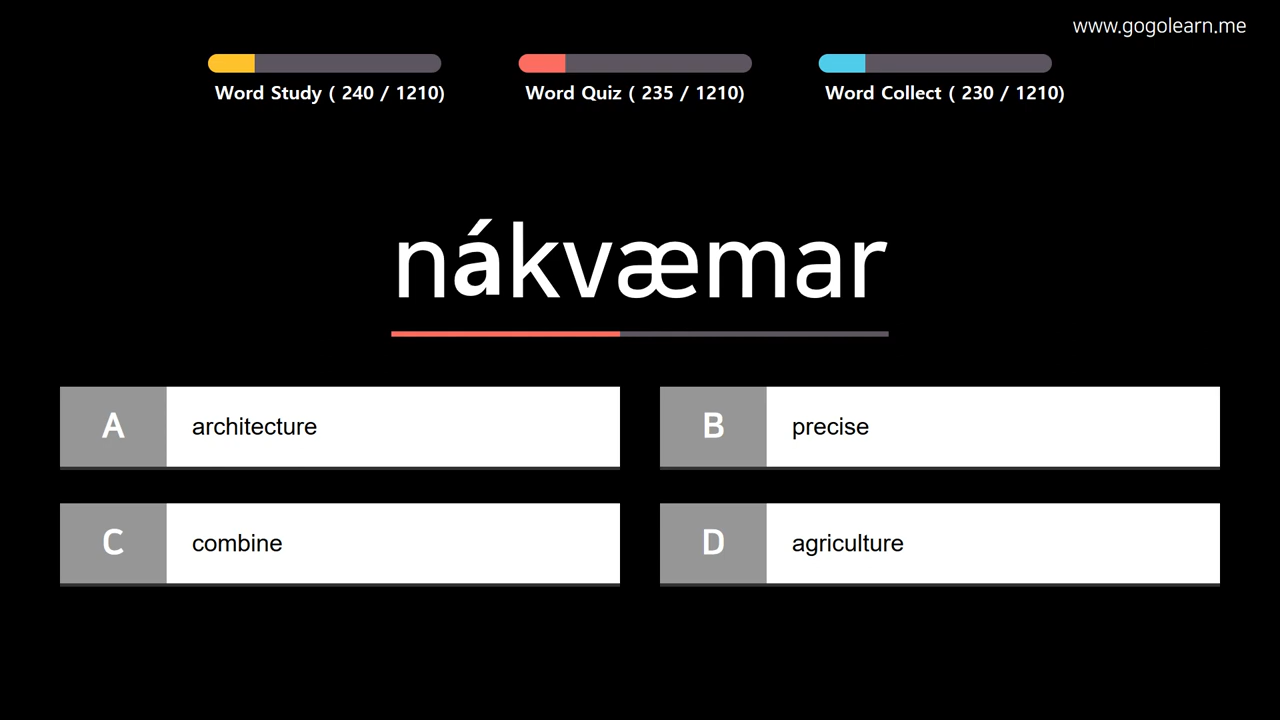 www.gogolearn.me
Word Study ( 240 / 1210)
Word Quiz ( 235 / 1210)
Word Collect ( 230 / 1210)
nákvæmar
A architecture
B precise
C combine
D agriculture